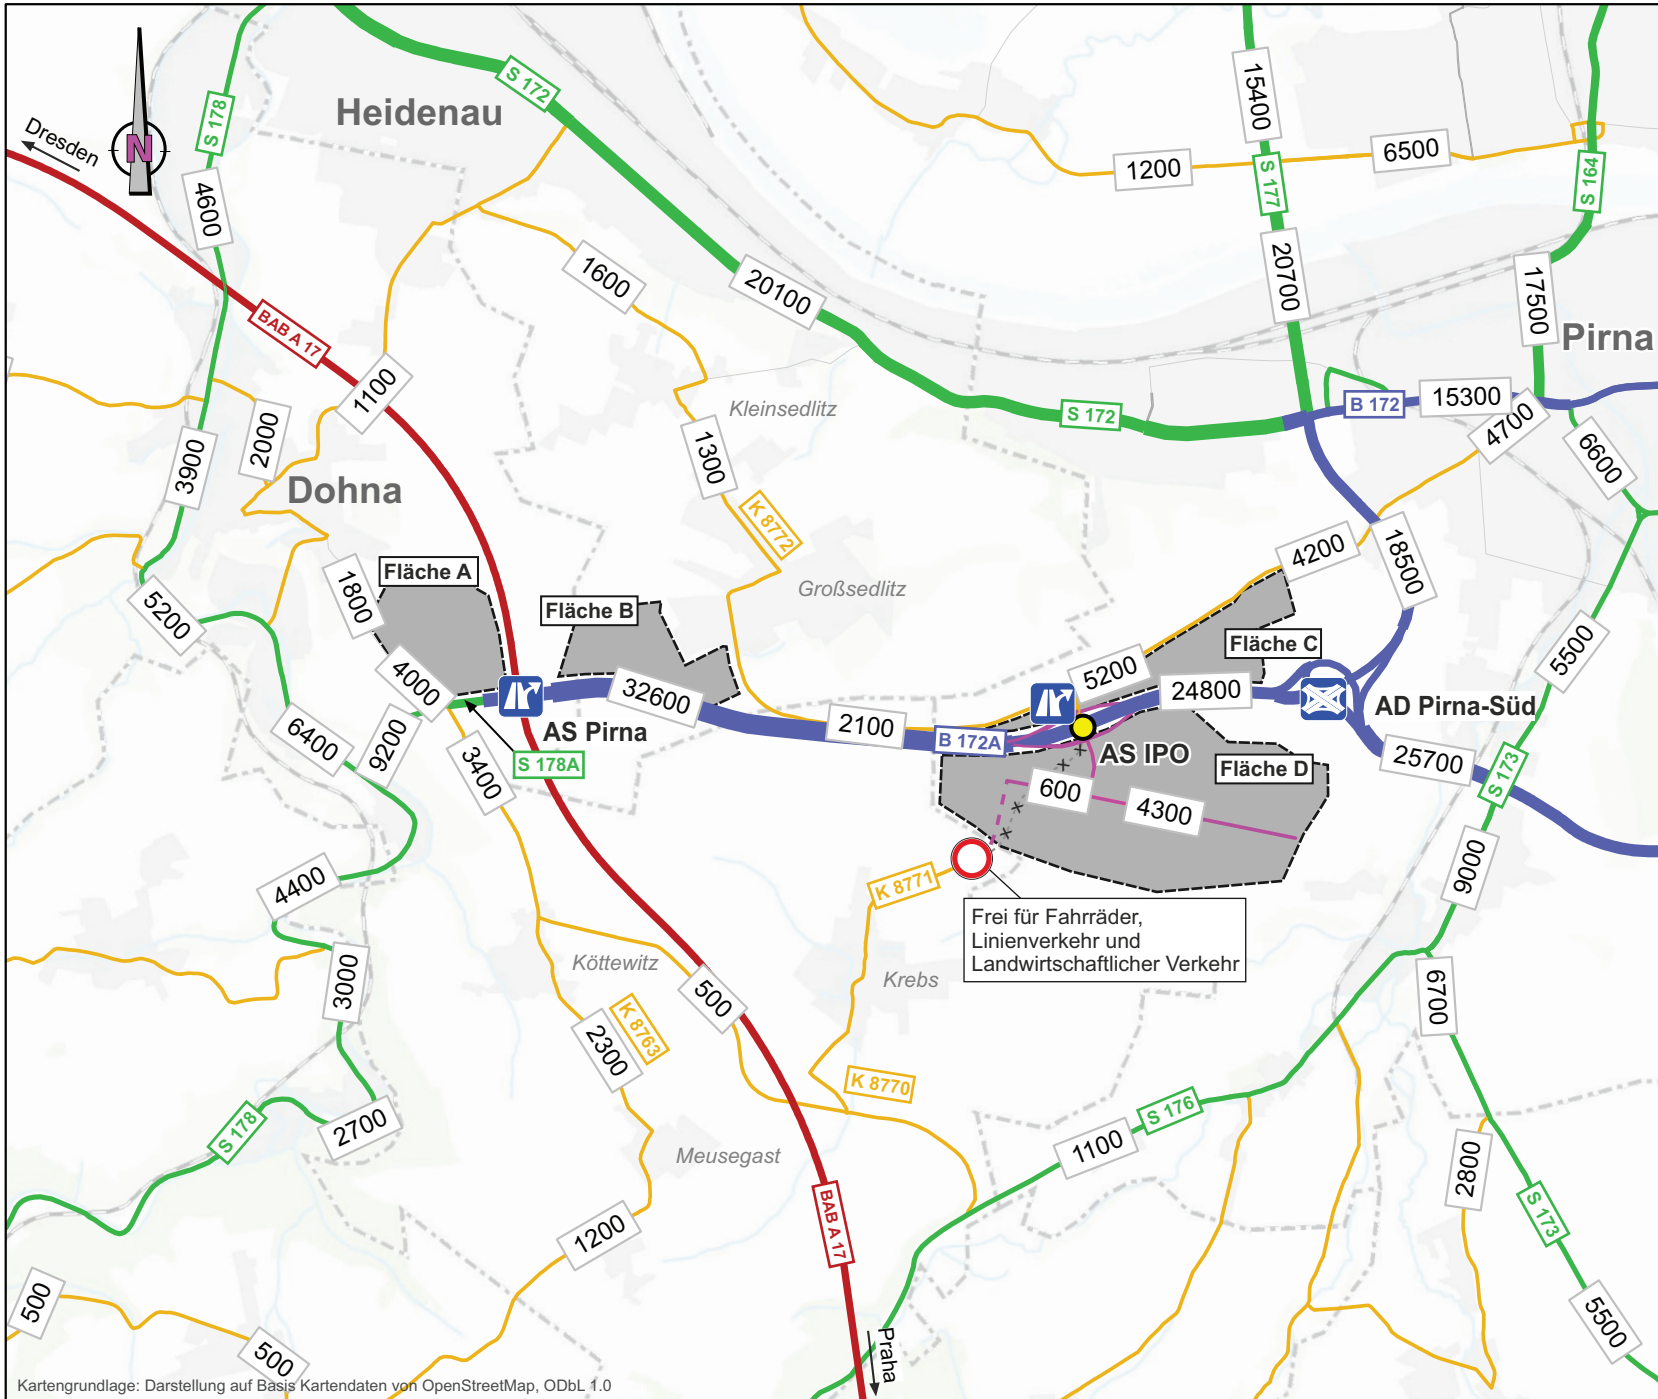 S 172
S 178
15400
Heidenau
Dresden
N
6500
1200
S 177
S 164
4600
1600
20100
20700
17500
BAB A 17
Pirna
1100
Kleinsedlitz
S 172
B 172
15300
4700
2000
3900
1300
6600
Dohna
K 8772
4200
18500
Fläche A
1800
Großsedlitz
Fläche B
5200
Fläche C
5500
4000
5200
32600
24800
AD Pirna-Süd
6400
9200
AS Pirna
2100
B 172A
AS IPO
25700
S 178A
3400
Fläche D
S 173
600
4300
9000
K 8771
4400
Frei für Fahrräder,
Linienverkehr und
Landwirtschaftlicher Verkehr
Köttewitz
Krebs
3000
500
6700
K 8763
2300
K 8770
S 176
2700
S 178
1100
Meusegast
2800
BAB A 17
S 173
1200
500
5500
500
Praha
Kartengrundlage: Darstellung auf Basis Kartendaten von OpenStreetMap, ODbL 1.0